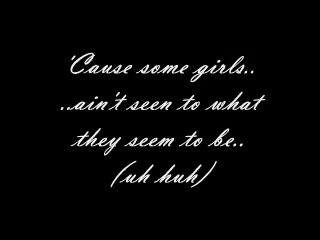 'Cause some girls..
..ain't seen to what
they seem to be..
(uh huh)